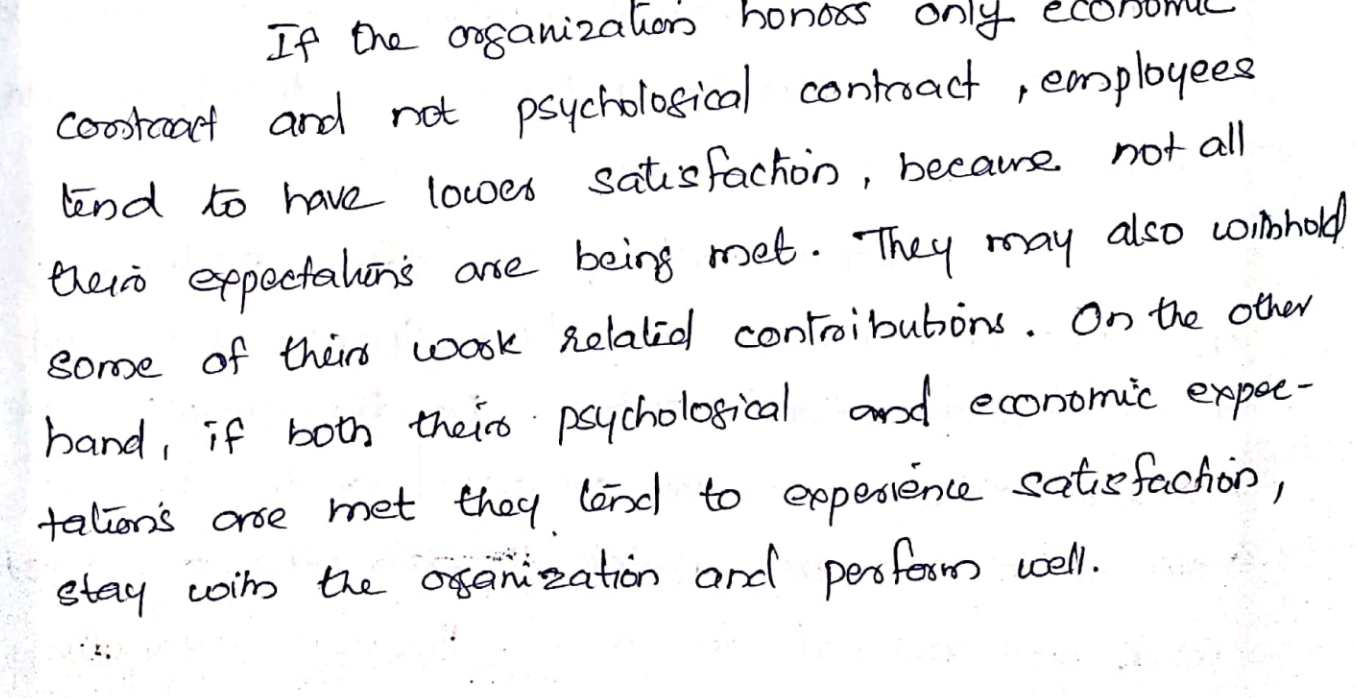 If the organization honors only economic
contract and not psychological contract, employees
tend to have lower satisfaction, because not all
their expectations are being met. They may also withhold
some of their work related contributions. On the other
hand, if both their psychological and economic expec-
tations are met they tend to experience satisfaction,
stay with the organization and perform well.